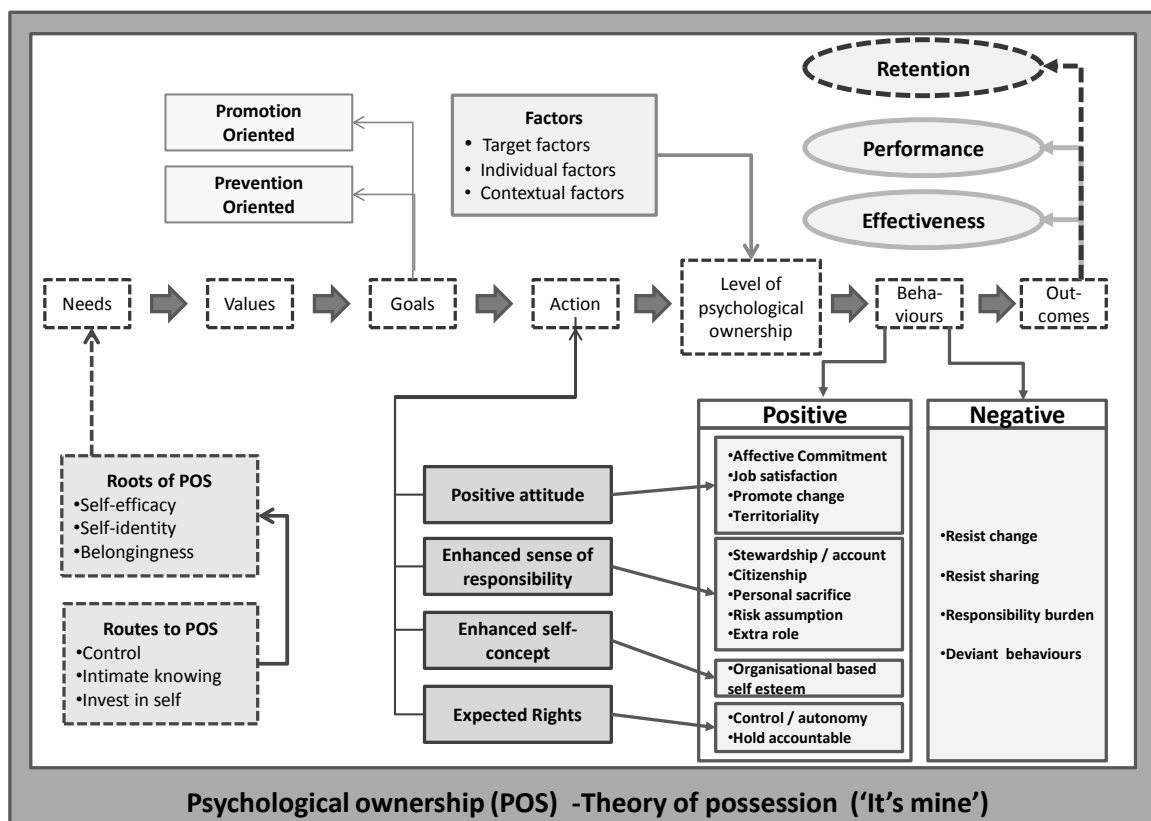 Retention
Promotion
Oriented
Factors
• Target factors
• Individual factors
• Contextual factors
Performance
Prevention
Oriented
Effectiveness
Needs
Values
Goals
Action
Level of
psychological
ownership
Beha-
viours
Out-
comes
Positive
Negative
Roots of POS
•Self-efficacy
•Self-identity
•Belongingness
Routes to POS
•Control
•Intimate knowing
•Invest in self
Positive attitude
Enhanced sense of
responsibility
Enhanced self-
concept
Expected Rights
•Affective Commitment
•Job satisfaction
•Promote change
•Territoriality
•Stewardship / account
•Citizenship
•Personal sacrifice
•Risk assumption
•Extra role
•Organisational based
self esteem
•Control / autonomy
•Hold accountable
•Resist change
•Resist sharing
•Responsibility burden
•Deviant behaviours
Psychological ownership (POS) -Theory of possession ('It's mine')